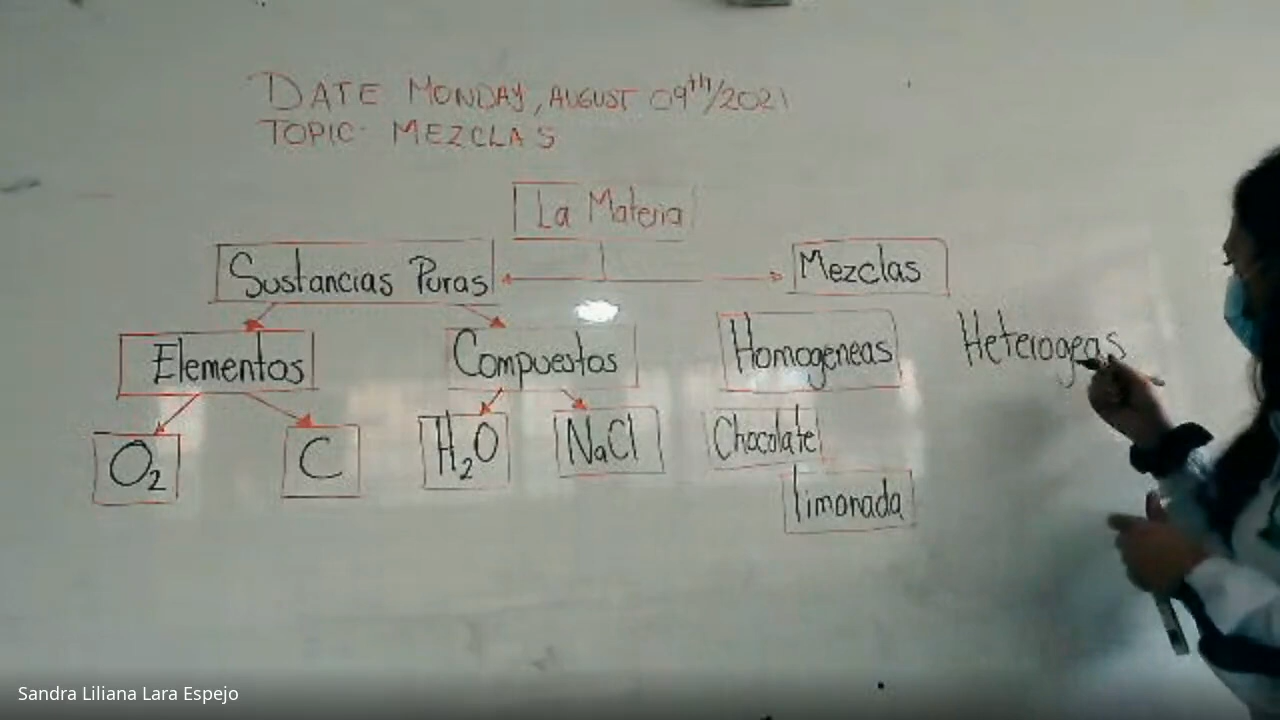 DATE MONDAY, AUGUST 09th/2021
TOPIC: MEZCLAS
La Materia
Sustancias Puras
Mezclas
Elementos
Compuestos
Homogeneas
Heterogeas
O2
C
H2O
NaCl
Chocolate
limonada
Sandra Liliana Lara Espejo